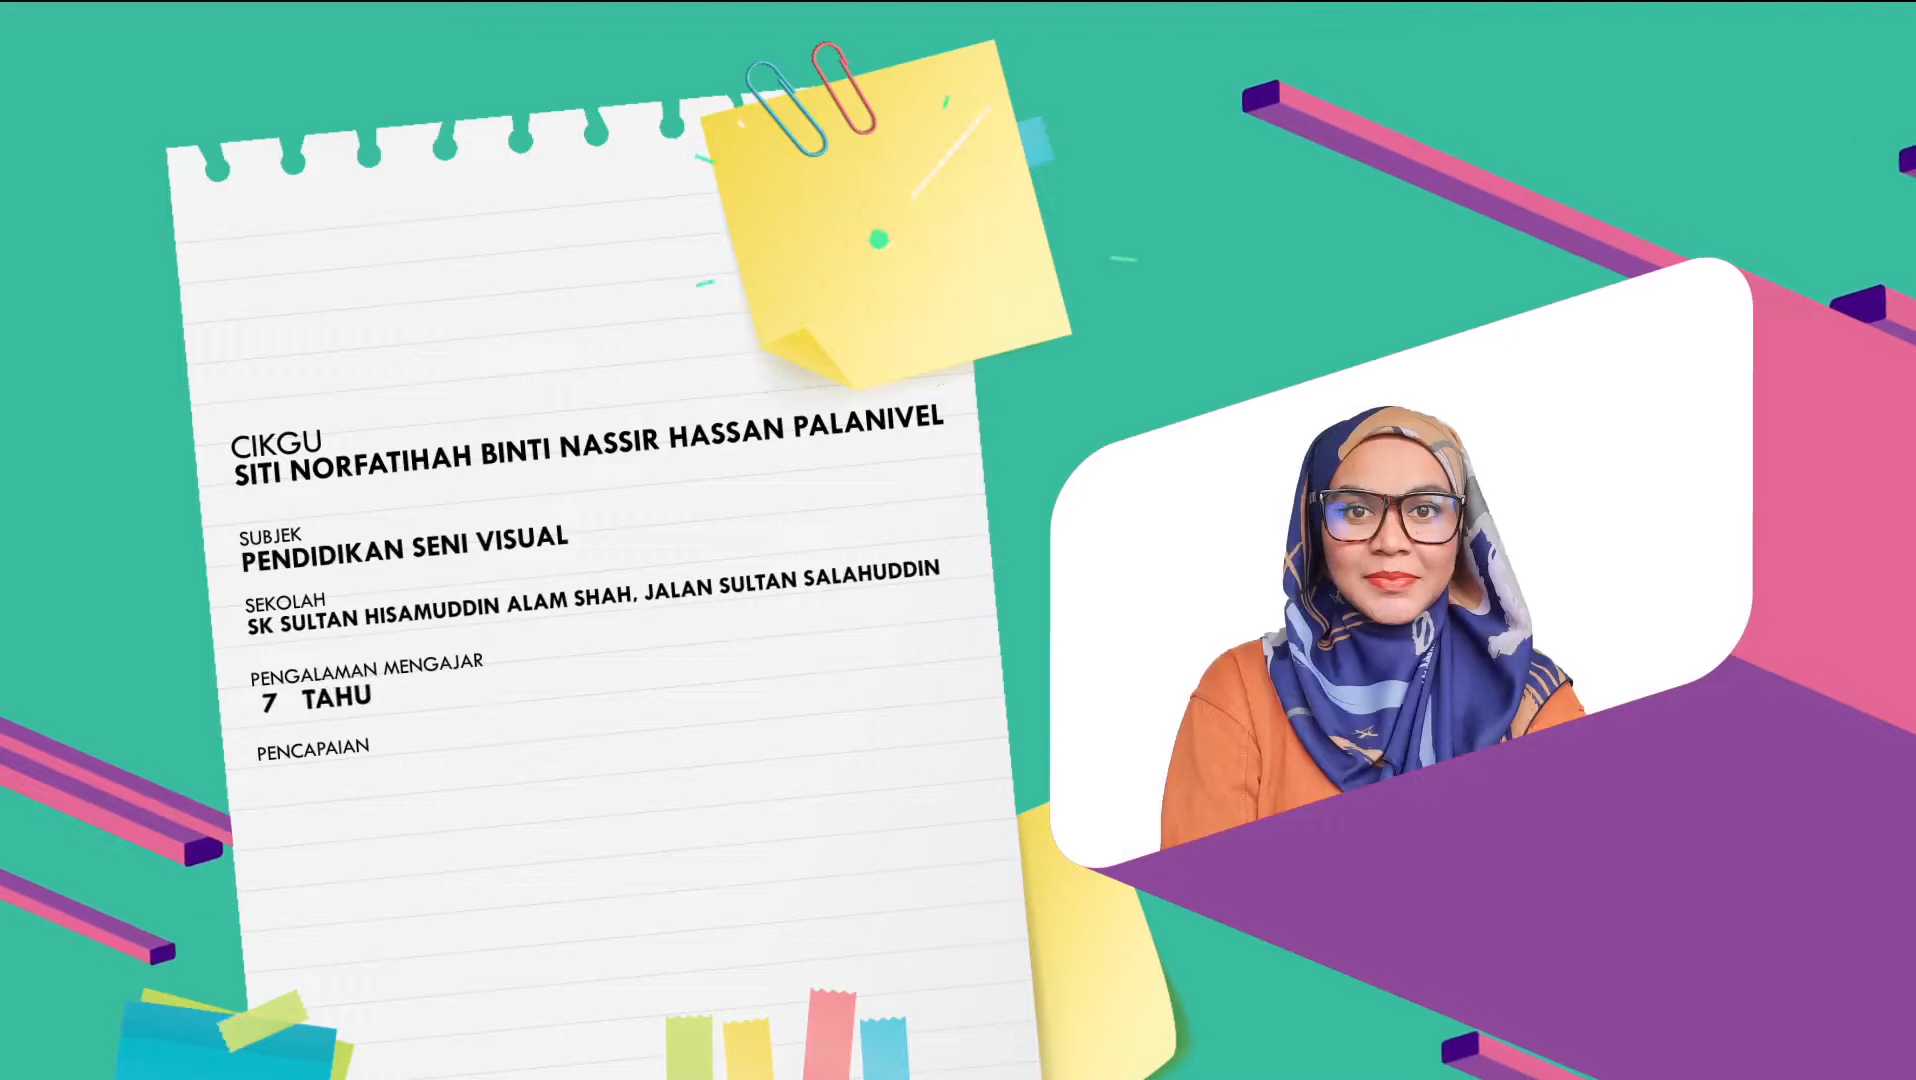 CIKGU
SITI NORFATIHAH BINTI NASSIR HASSAN PALANIVEL
SUBJEK
PENDIDIKAN SENI VISUAL
SEKOLAH
SK SULTAN HISAMUDDIN ALAM SHAH, JALAN SULTAN SALAHUDDIN
PENGALAMAN MENGAJAR
7 TAHU
PENCAPAIAN